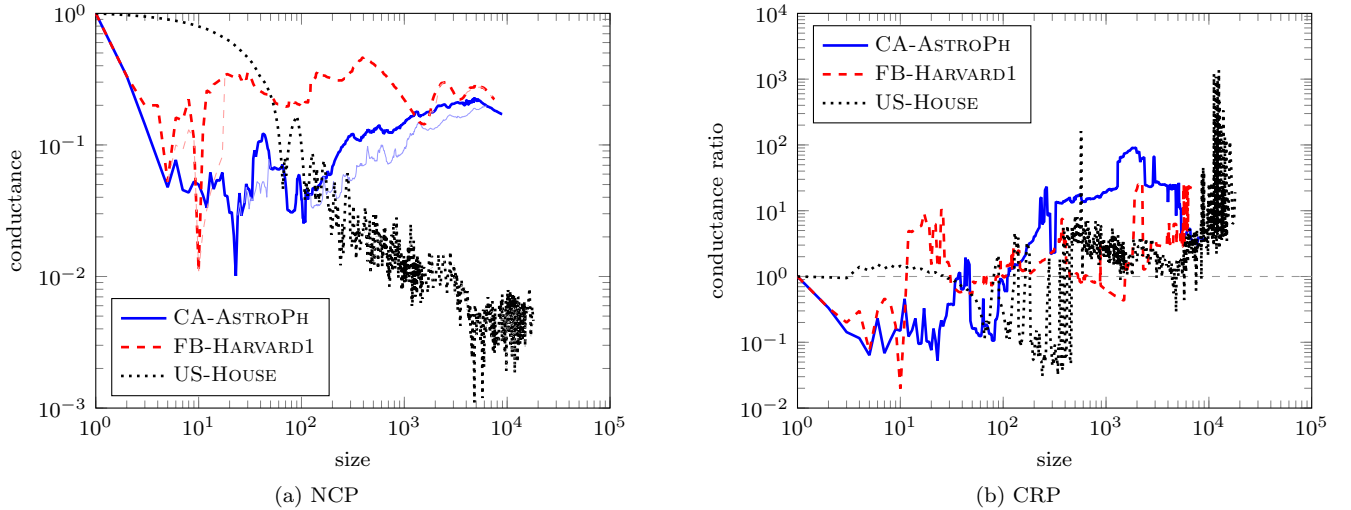 10^0
10^-1
10^-2
10^-3
10^0 10^1 10^2 10^3 10^4 10^5
conductance
size
CA-ASTROPH
FB-HARVARD1
US-HOUSE
(a) NCP
10^4
10^3
10^2
10^1
10^0
10^-1
10^-2
10^0 10^1 10^2 10^3 10^4 10^5
conductance ratio
size
CA-ASTROPH
FB-HARVARD1
US-HOUSE
(b) CRP